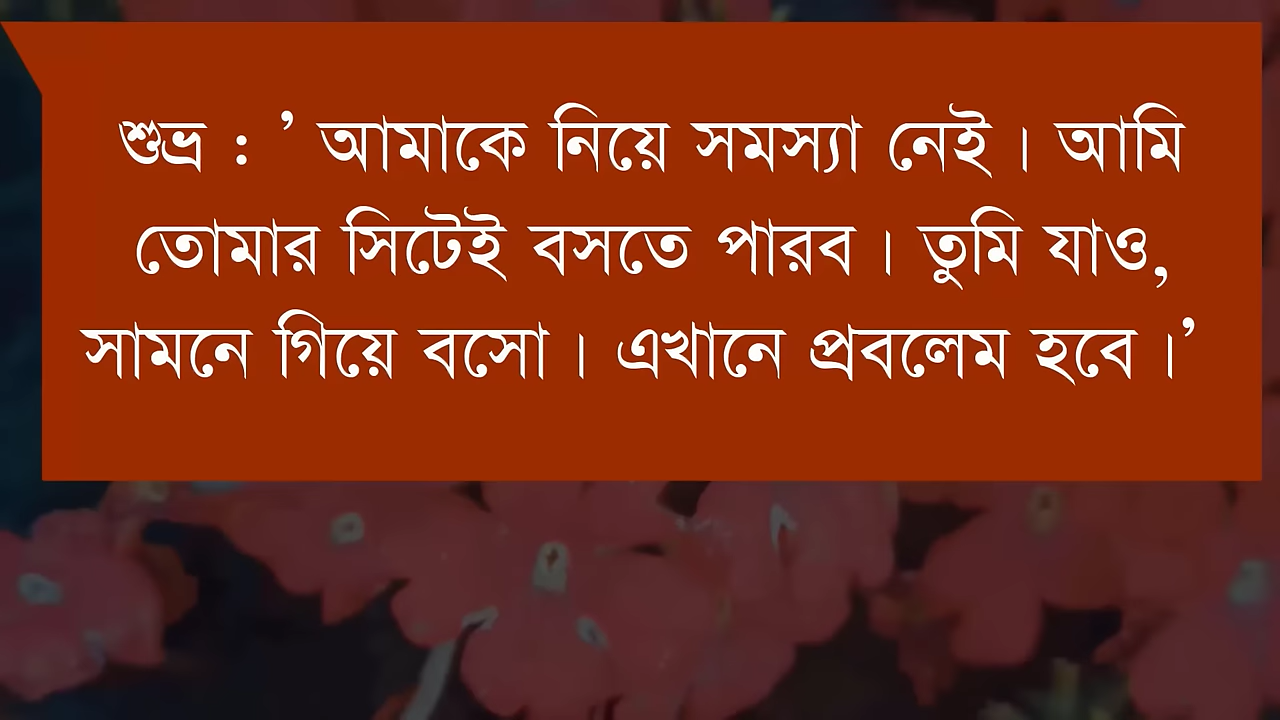 শুভ্র : ’ আমাকে নিয়ে সমস্যা নেই। আমি
তোমার সিটেই বসতে পারব। তুমি যাও,
সামনে গিয়ে বসো। এখানে প্রবলেম হবে।’